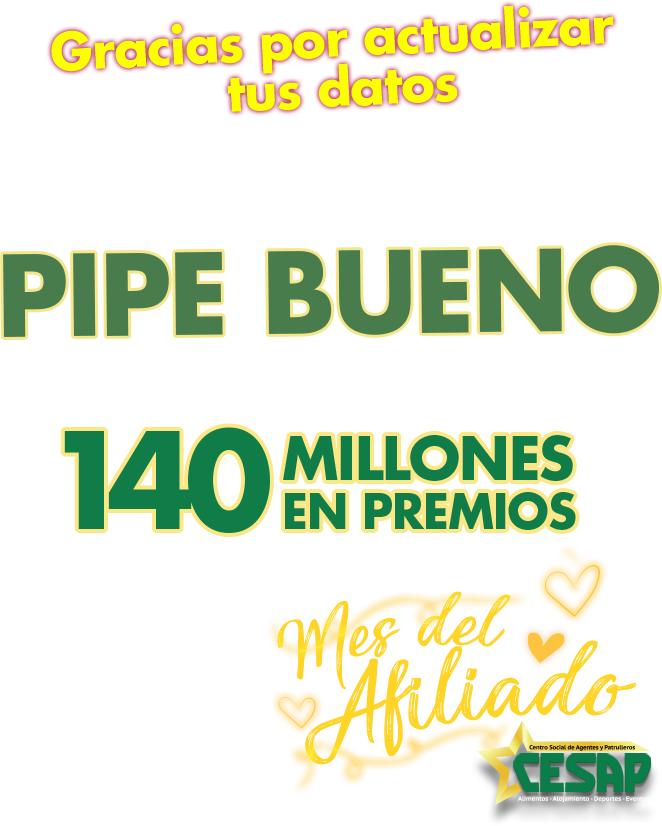 Gracias por actualizar
tus datos
PIPE BUENO
140 MILLONES
EN PREMIOS
Mes del
Afiliado
Centro Social de Agentes y Patrulleros
CESAP
Alimentos - Alojamiento - Deportes -